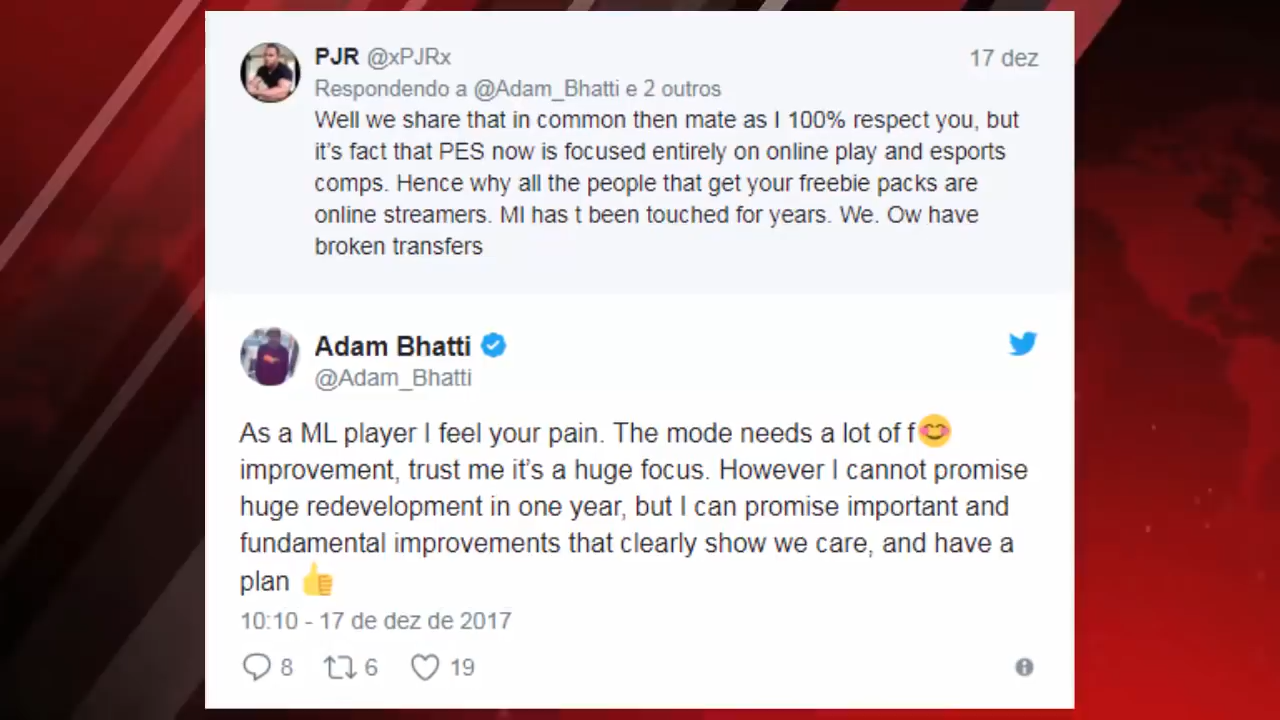 PJR @xPJRx 17 dez
Respondendo a @Adam_Bhatti e 2 outros
Well we share that in common then mate as I 100% respect you, but
it’s fact that PES now is focused entirely on online play and esports
comps. Hence why all the people that get your freebie packs are
online streamers. Ml has t been touched for years. We. Ow have
broken transfers
Adam Bhatti
@Adam_Bhatti
As a ML player I feel your pain. The mode needs a lot of f😊
improvement, trust me it’s a huge focus. However I cannot promise
huge redevelopment in one year, but I can promise important and
fundamental improvements that clearly show we care, and have a
plan 👍
10:10 - 17 de dez de 2017
8 6 19